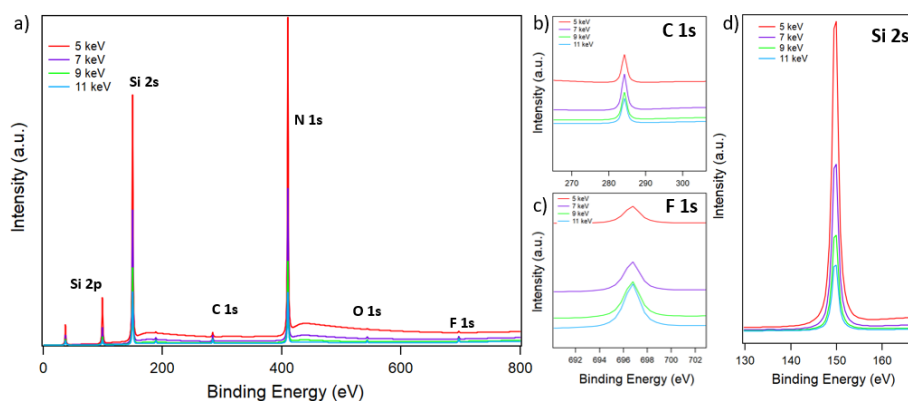 a)
5 keV
7 keV
9 keV
11 keV
Si 2p
Si 2s
C 1s
N 1s
O 1s
F 1s
Intensity (a.u.)
0
200
400
600
800
Binding Energy (eV)
b)
C 1s
5 keV
7 keV
9 keV
11 keV
Intensity (a.u.)
270
280
290
300
Binding Energy (eV)
c)
F 1s
5 keV
7 keV
9 keV
11 keV
Intensity (a.u.)
692
694
696
698
700
702
Binding Energy (eV)
d)
Si 2s
5 keV
7 keV
9 keV
11 keV
Intensity (a.u.)
130
140
150
160
Binding Energy (eV)